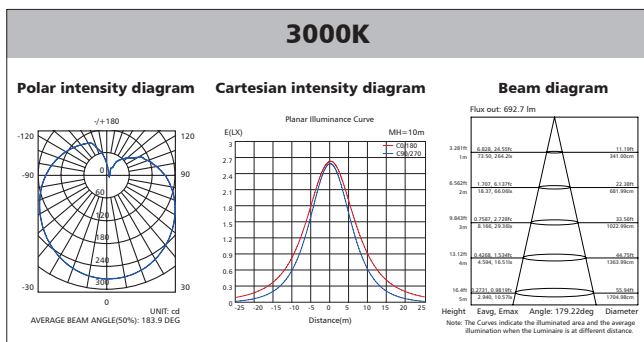 3000K
Polar intensity diagram
-/+180
-120
120
-90
90
0
60
120
180
240
300
-30
30
0
UNIT: cd
AVERAGE BEAM ANGLE(50%): 183.9 DEG
Cartesian intensity diagram
Planar Illuminance Curve
E(LX)
MH=10m
C0/180
C90/270
3
2.7
2.4
2.1
1.8
1.5
1.2
0.9
0.6
0.3
0
-25 -20 -15 -10 -5 0 5 10 15 20 25
Distance(m)
Beam diagram
Flux out: 692.7 lm
3.281ft 6.828, 24.55fc 11.19ft
1m 73.50, 264.2lx 341.00cm
6.562ft 1.707, 6.137fc 22.38ft
2m 18.37, 66.06lx 681.99cm
9.843ft 0.7587, 2.728fc 33.56ft
3m 8.166, 29.36lx 1022.99cm
13.12ft 0.4268, 1.534fc 44.75ft
4m 4.594, 16.51lx 1363.99cm
16.4ft 0.2731, 0.9819fc 55.94ft
5m 2.940, 10.57lx 1704.98cm
Height Eavg, Emax Angle: 179.22deg Diameter
Note: The Curves indicate the illuminated area and the average
illumination when the Luminaire is at different distance.